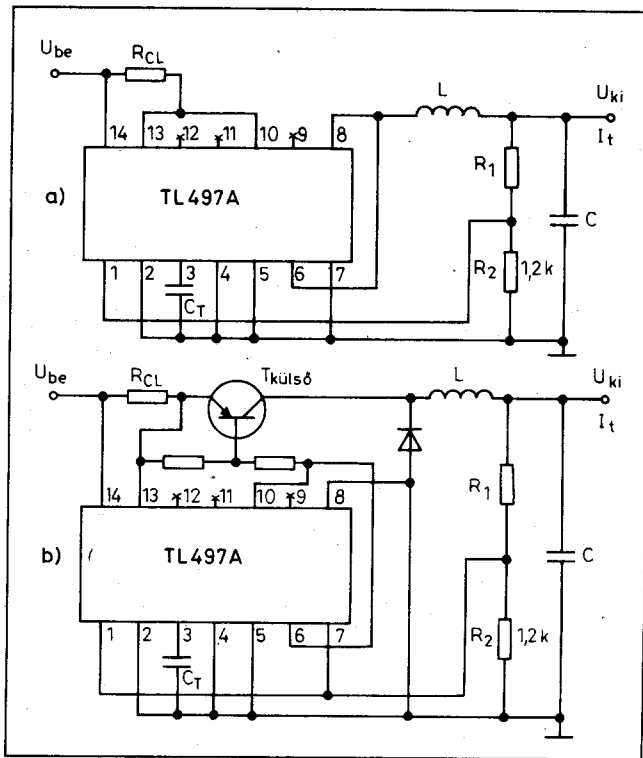 U_be
R_CL
L
U_ki
I_t
14 13 ×12 ×11 10 ×9 8
a)
TL497A
R_1
C
1 2 3 4 5 6 7
C_T
R_2 1,2k
U_be
R_CL
T_külső
L
U_ki
I_t
14 13 ×12 ×11 10 ×9 8
b)
TL497A
R_1
C
1 2 3 4 5 6 7
C_T
R_2 1,2k